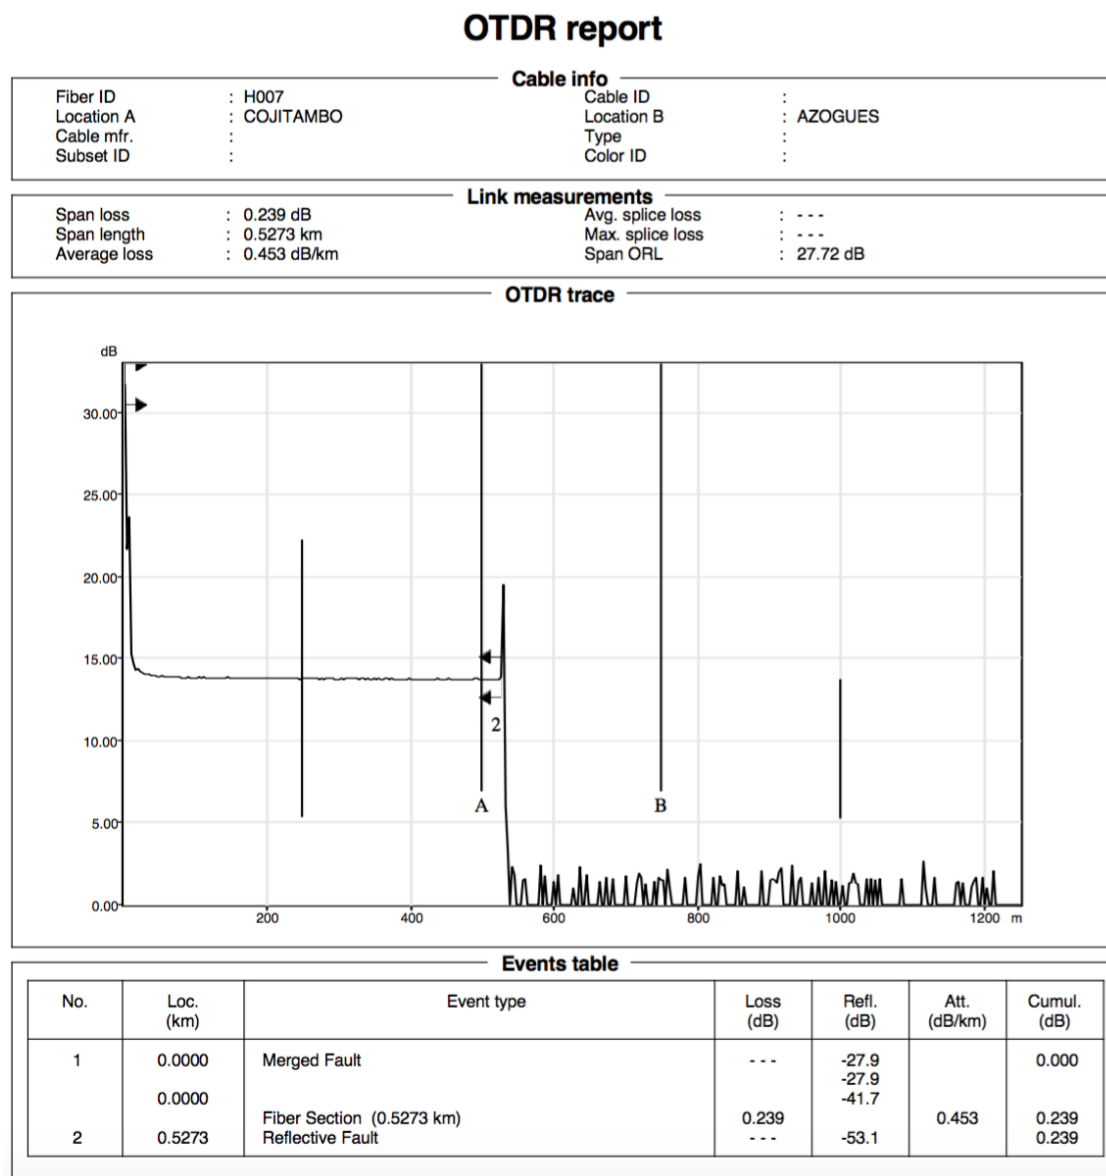 OTDR report
Cable info
Fiber ID : H007 Cable ID :
Location A : COJITAMBO Location B : AZOGUES
Cable mfr. : Type :
Subset ID : Color ID :
Link measurements
Span loss : 0.239 dB Avg. splice loss : - - -
Span length : 0.5273 km Max. splice loss : - - -
Average loss : 0.453 dB/km Span ORL : 27.72 dB
OTDR trace
dB
30.00
25.00
20.00
15.00
2
10.00
A B
5.00
0.00
200 400 600 800 1000 1200 m
Events table
No. Loc. Event type Loss Refl. Att. Cumul.
(km) (dB) (dB) (dB/km) (dB)
1 0.0000 Merged Fault - - - -27.9 0.000
-27.9
0.0000 -41.7
Fiber Section (0.5273 km) 0.239 0.453 0.239
2 0.5273 Reflective Fault - - - -53.1 0.239